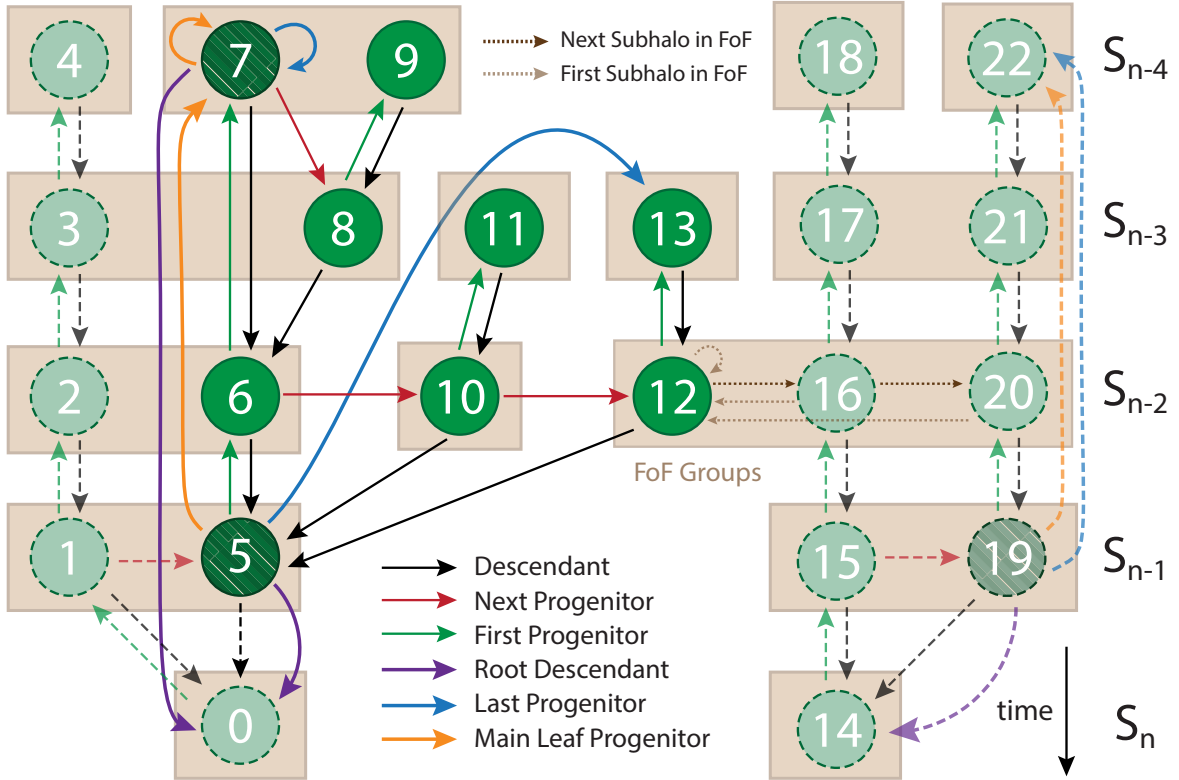 4
7
9
Next Subhalo in FoF
First Subhalo in FoF
18
22
S_{n-4}
3
8
11
13
17
21
S_{n-3}
2
6
10
12
16
20
S_{n-2}
FoF Groups
1
5
15
19
S_{n-1}
Descendant
Next Progenitor
First Progenitor
Root Descendant
Last Progenitor
Main Leaf Progenitor
0
14
time
S_n